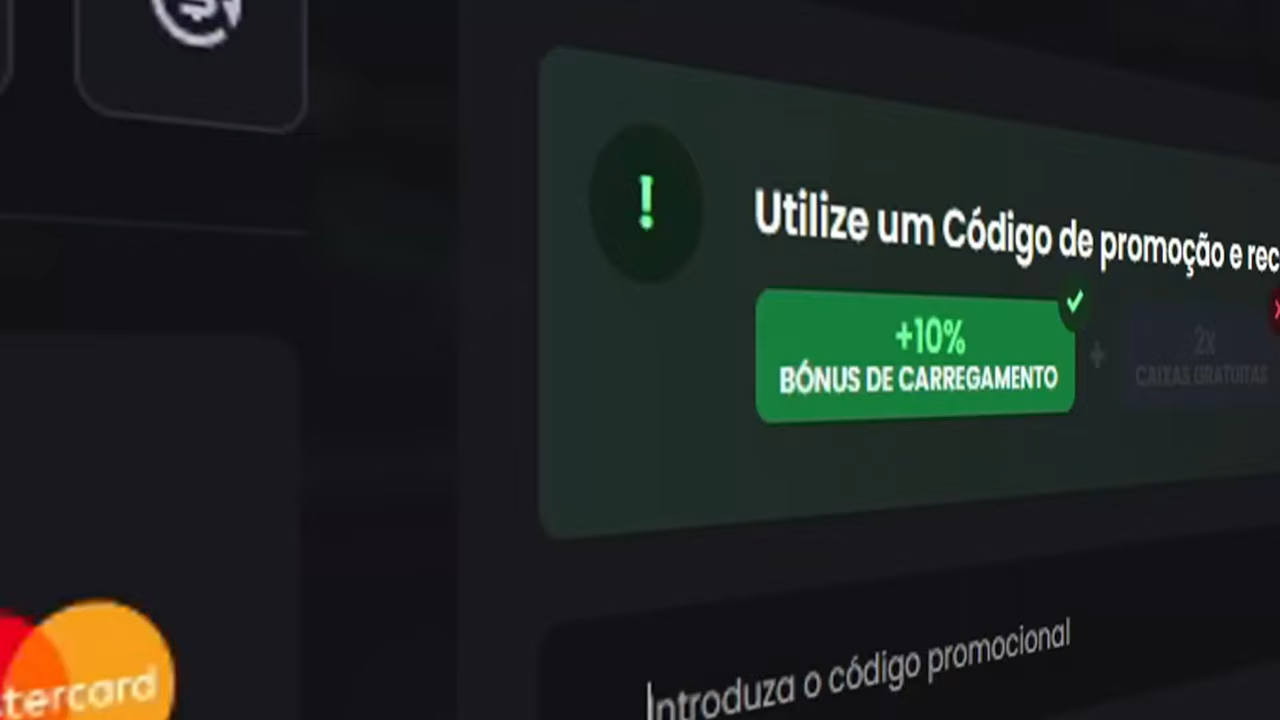 !
Utilize um Código de promoção e rec
+10%
BÓNUS DE CARREGAMENTO
+
2x
CAIXAS GRATUITAS
tercard
Introduza o código promocional